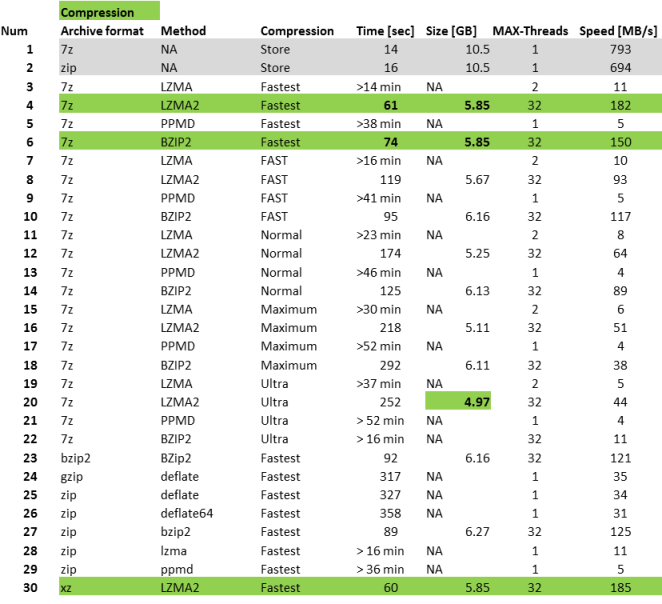 Compression
Num Archive format Method Compression Time [sec] Size [GB] MAX-Threads Speed [MB/s]
1 7z NA Store 14 10.5 1 793
2 zip NA Store 16 10.5 1 694
3 7z LZMA Fastest >14 min NA 2 11
4 7z LZMA2 Fastest 61 5.85 32 182
5 7z PPMD Fastest >38 min NA 1 5
6 7z BZIP2 Fastest 74 5.85 32 150
7 7z LZMA FAST >16 min NA 2 10
8 7z LZMA2 FAST 119 5.67 32 93
9 7z PPMD FAST >41 min NA 1 5
10 7z BZIP2 FAST 95 6.16 32 117
11 7z LZMA Normal >23 min NA 2 8
12 7z LZMA2 Normal 174 5.25 32 64
13 7z PPMD Normal >46 min NA 1 4
14 7z BZIP2 Normal 125 6.13 32 89
15 7z LZMA Maximum >30 min NA 2 6
16 7z LZMA2 Maximum 218 5.11 32 51
17 7z PPMD Maximum >52 min NA 1 4
18 7z BZIP2 Maximum 292 6.11 32 38
19 7z LZMA Ultra >37 min NA 2 5
20 7z LZMA2 Ultra 252 4.97 32 44
21 7z PPMD Ultra > 52 min NA 1 4
22 7z BZIP2 Ultra > 16 min NA 32 11
23 bzip2 BZip2 Fastest 92 6.16 32 121
24 gzip deflate Fastest 317 NA 1 35
25 zip deflate Fastest 327 NA 1 34
26 zip deflate64 Fastest 358 NA 1 31
27 zip bzip2 Fastest 89 6.27 32 125
28 zip lzma Fastest > 16 min NA 1 11
29 zip ppmd Fastest > 36 min NA 1 5
30 xz LZMA2 Fastest 60 5.85 32 185